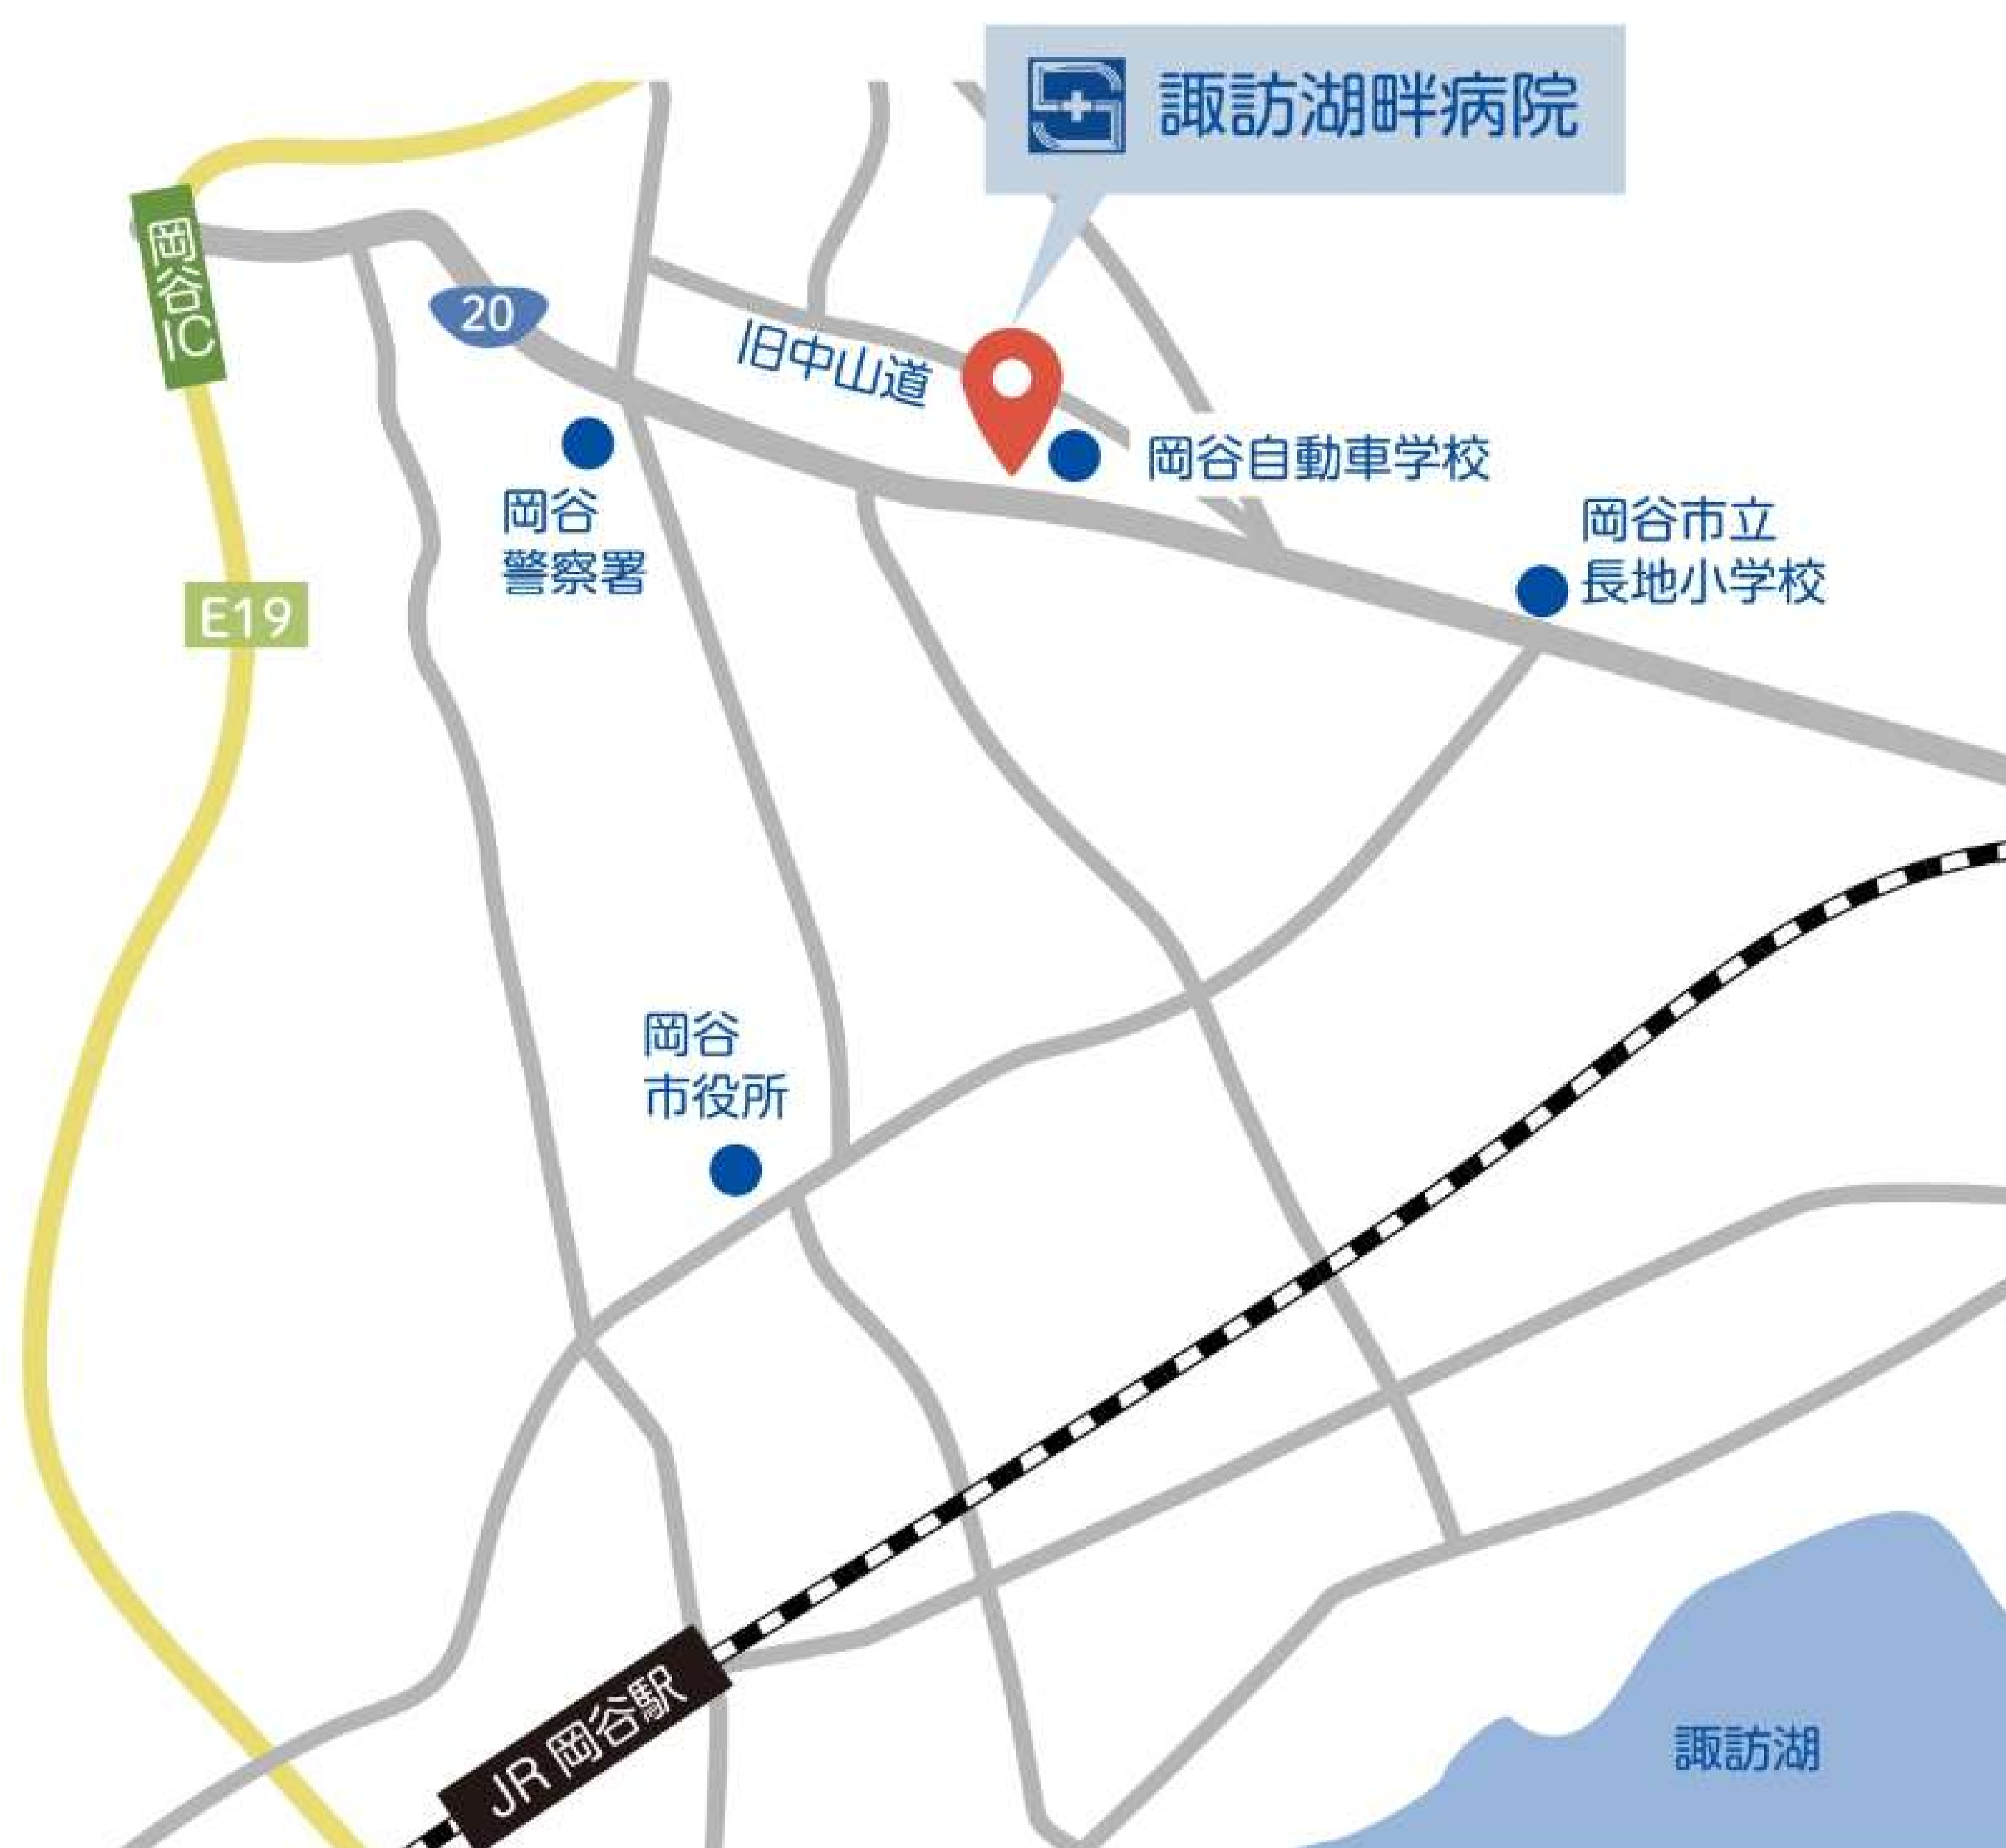 諏訪湖畔病院
岡谷IC
20
旧中山道
岡谷自動車学校
岡谷
警察署
岡谷市立
長地小学校
E19
岡谷
市役所
JR 岡谷駅
諏訪湖